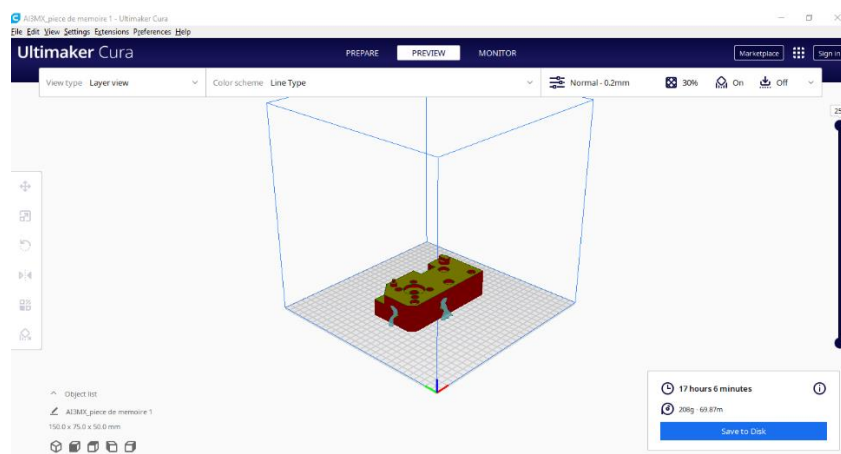 AI3MX_piece de memoire 1 - Ultimaker Cura
File Edit View Settings Extensions Preferences Help
Ultimaker Cura
PREPARE PREVIEW MONITOR
Marketplace Sign in
View type Layer view
Color scheme Line Type
Normal - 0.2mm 30% On Off
25
Object list
AI3MX_piece de memoire 1
150.0 x 75.0 x 50.0 mm
17 hours 6 minutes
208g · 69.87m
Save to Disk